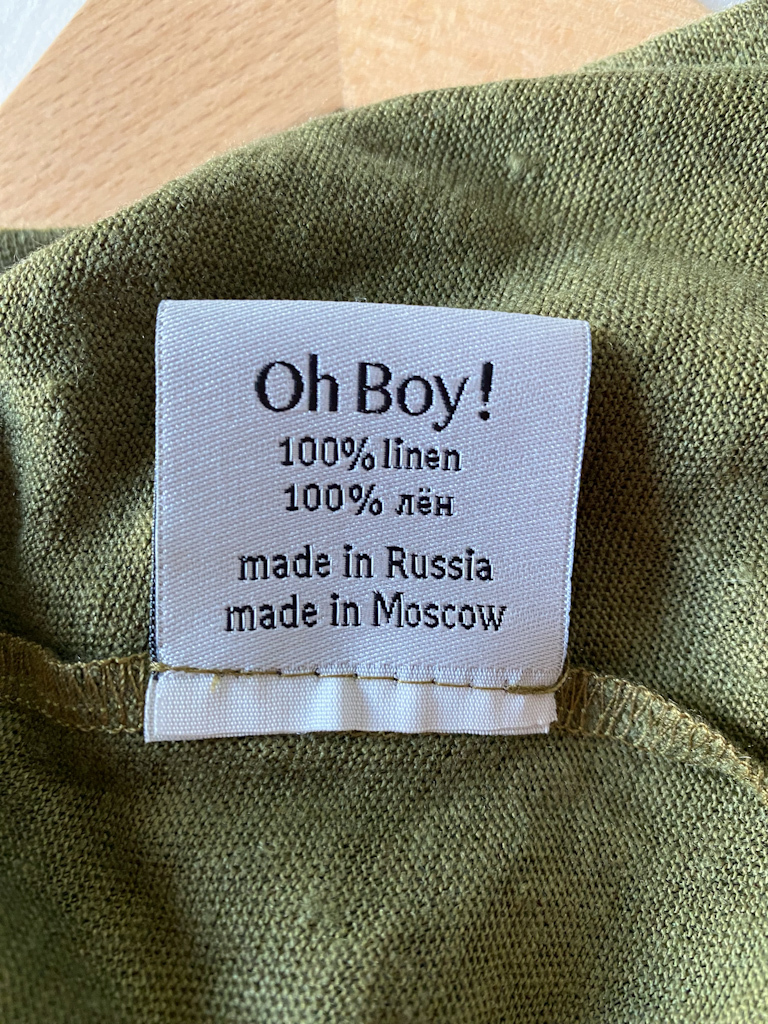 Oh Boy!
100% linen
100% лён
made in Russia
made in Moscow